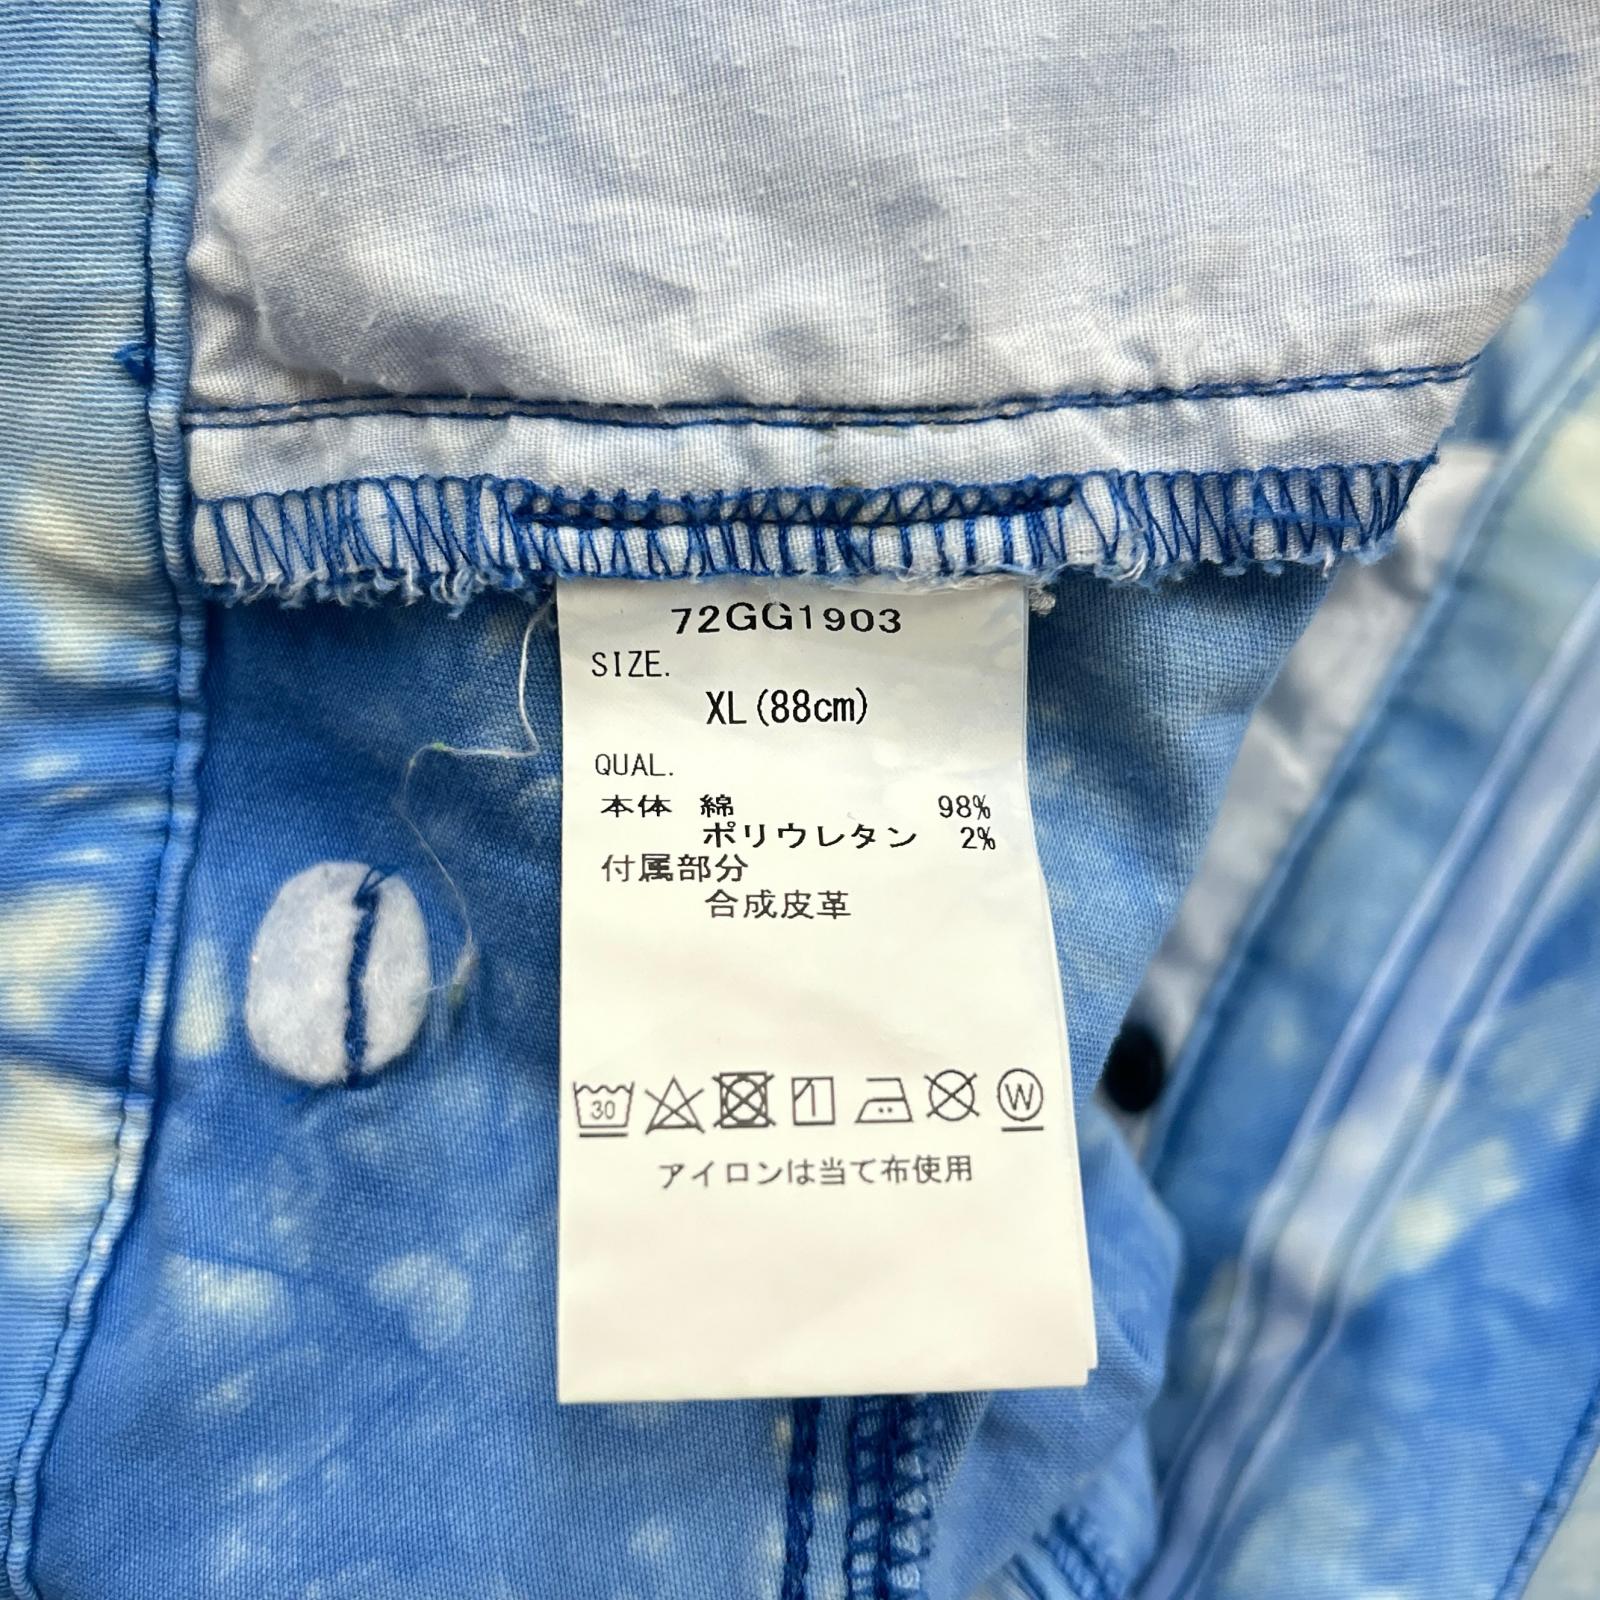 72GG1903
SIZE.
XL(88cm)
QUAL.
本体 綿 98%
ポリウレタン 2%
付属部分
合成皮革
30
W
アイロンは当て布使用